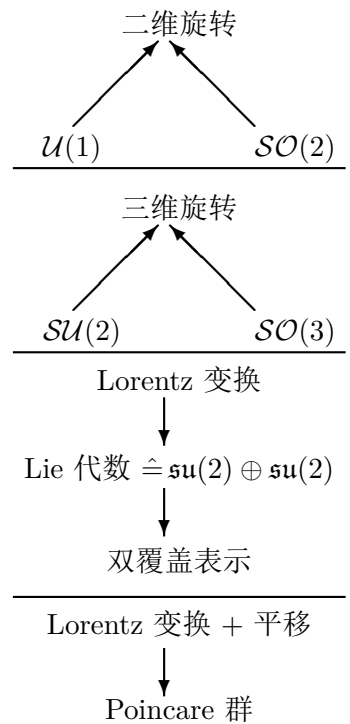 二维旋转
𝒰(1) 𝒮𝒪(2)
三维旋转
𝒮𝒰(2) 𝒮𝒪(3)
Lorentz 变换
Lie 代数 ≙ 𝔰𝔲(2) ⊕ 𝔰𝔲(2)
双覆盖表示
Lorentz 变换 + 平移
Poincare 群